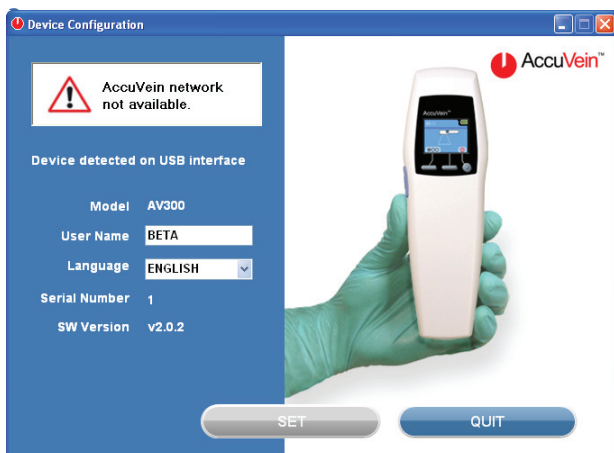 Device Configuration
AccuVein™
AccuVein network
not available.
Device detected on USB interface
Model AV300
User Name BETA
Language ENGLISH
Serial Number 1
SW Version v2.0.2
AccuVein™
SET
QUIT